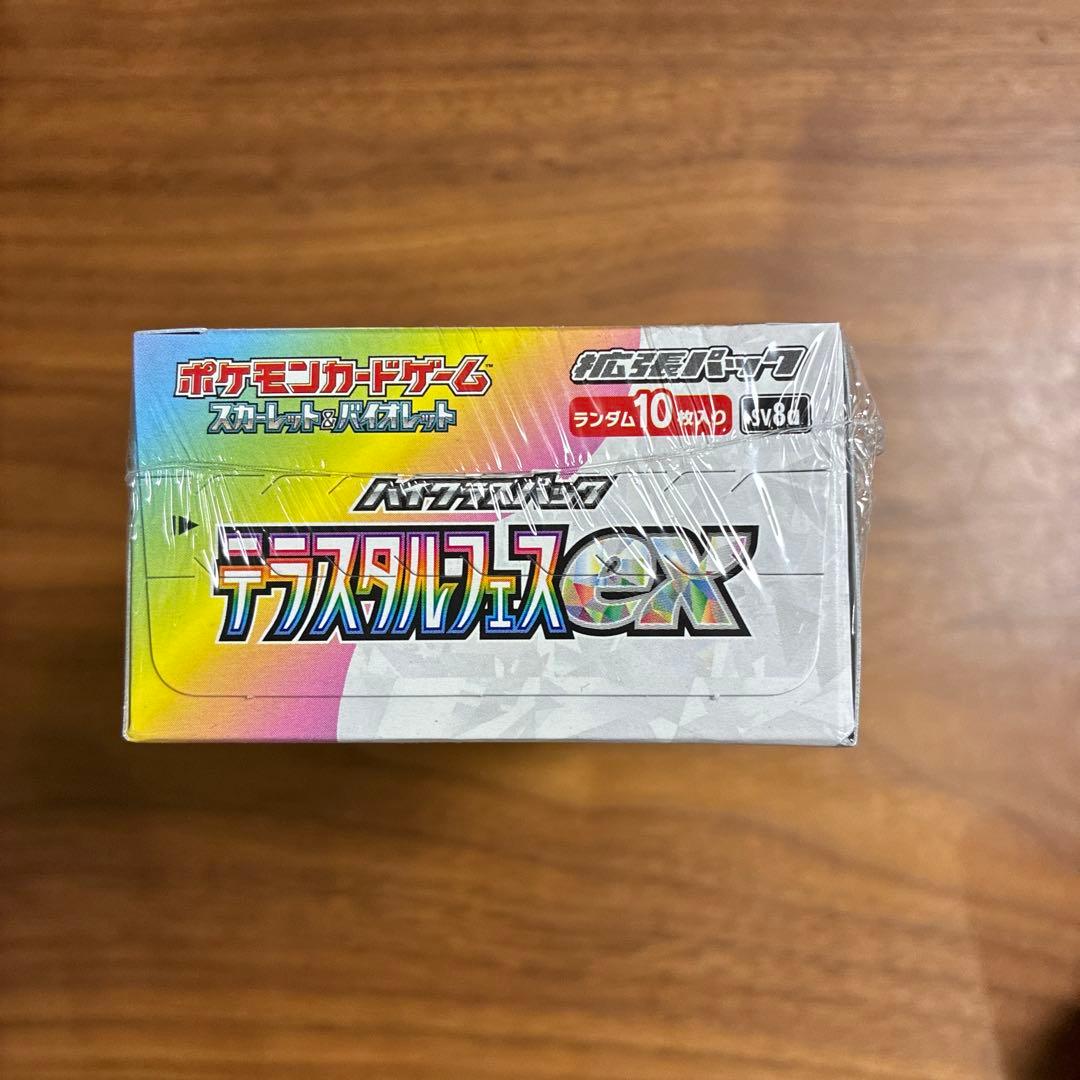 ポケモンカードゲーム™
スカーレット&バイオレット
拡張パック
ランダム10枚入り sv8a
ハイクラスパック
テラスタルフェスex